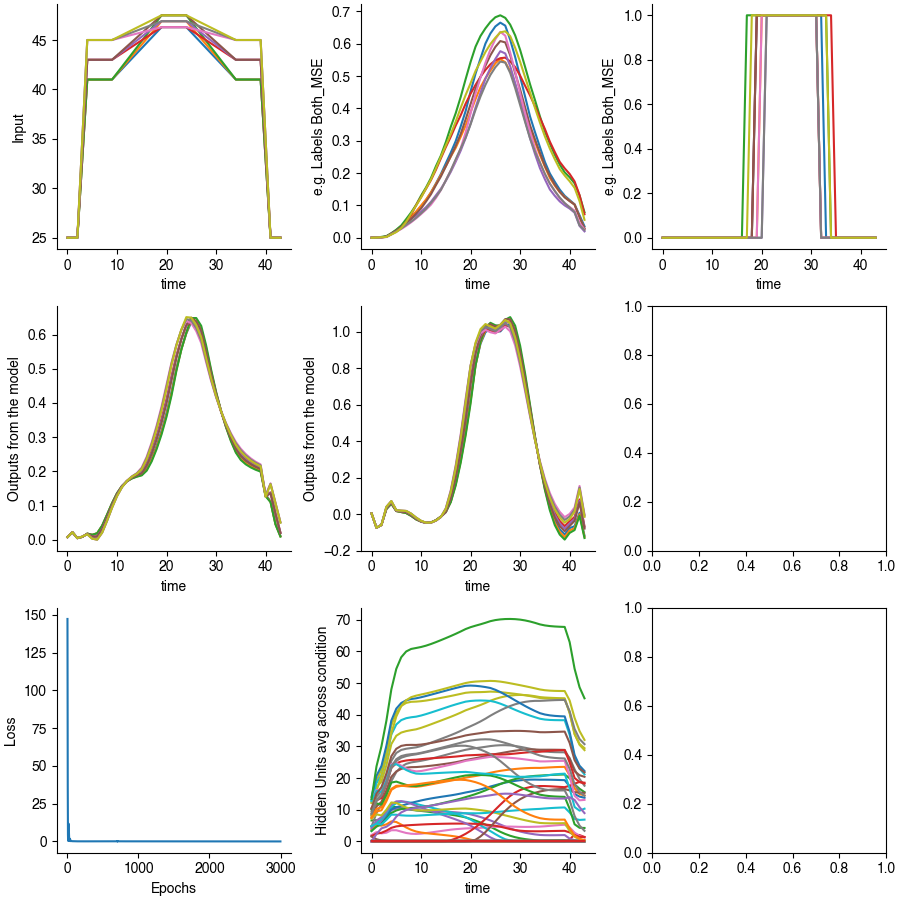 45
40
35
30
25
Input
0 10 20 30 40
time
0.7
0.6
0.5
0.4
0.3
0.2
0.1
0.0
e.g. Labels Both_MSE
0 10 20 30 40
time
1.0
0.8
0.6
0.4
0.2
0.0
e.g. Labels Both_MSE
0 10 20 30 40
time
0.6
0.5
0.4
0.3
0.2
0.1
0.0
Outputs from the model
0 10 20 30 40
time
1.0
0.8
0.6
0.4
0.2
0.0
−0.2
Outputs from the model
0 10 20 30 40
time
1.0
0.8
0.6
0.4
0.2
0.0
0.0 0.2 0.4 0.6 0.8 1.0
150
125
100
75
50
25
0
Loss
0 1000 2000 3000
Epochs
70
60
50
40
30
20
10
0
Hidden Units avg across condition
0 10 20 30 40
time
1.0
0.8
0.6
0.4
0.2
0.0
0.0 0.2 0.4 0.6 0.8 1.0